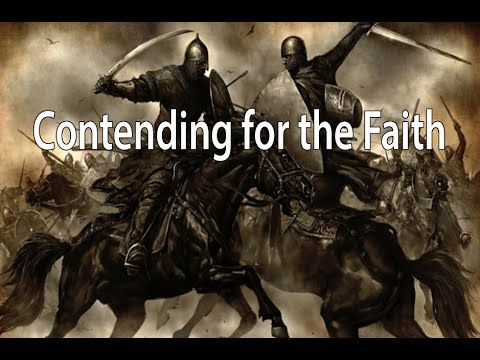 Contending for the Faith